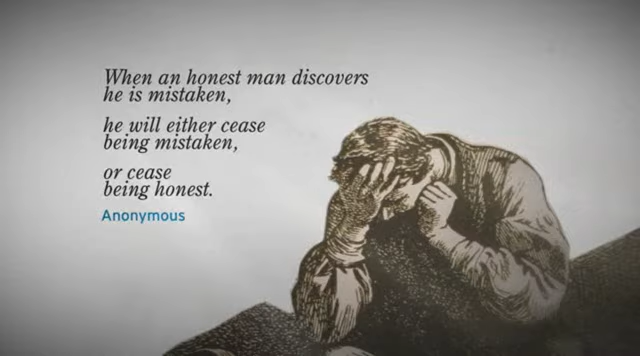 When an honest man discovers
he is mistaken,
he will either cease
being mistaken,
or cease
being honest.
Anonymous